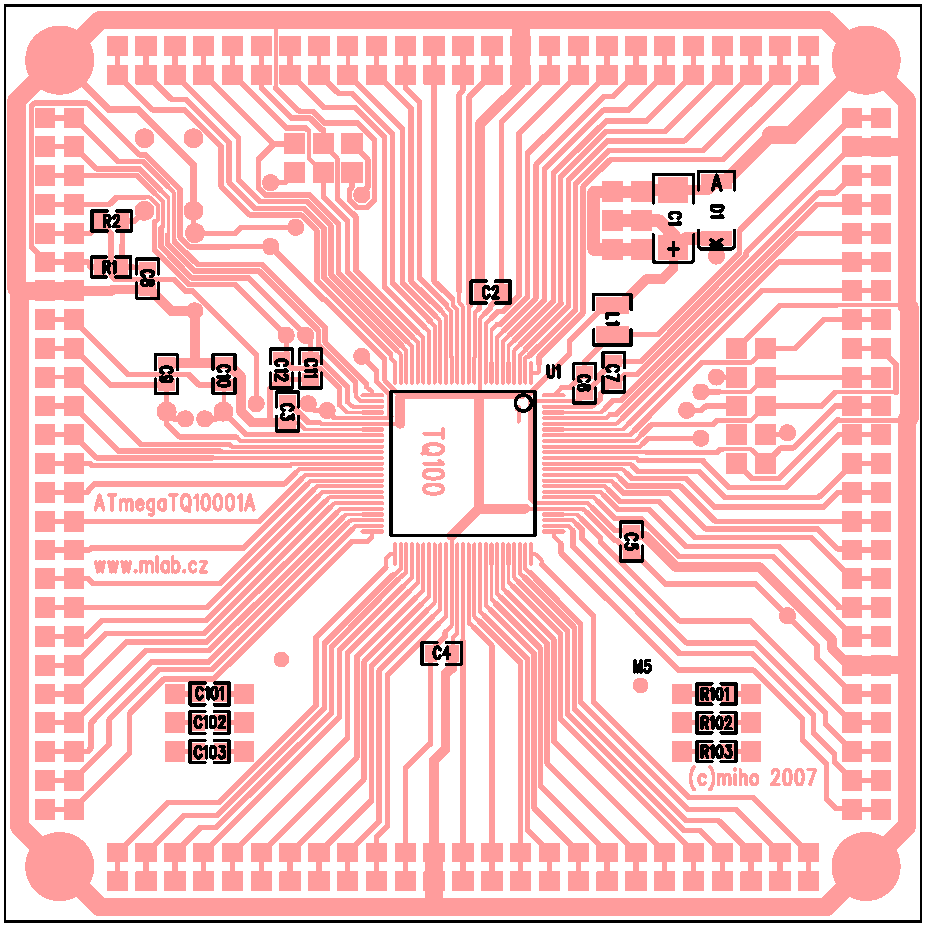 A
R2
C1
D1
+
R1
C8
C2
L1
U1
C9
C10
C12
C11
C6
C7
C3
TQ100
ATmegaTQ10001A
www.mlab.cz
C5
C4
M5
C101
R101
C102
R102
C103
R103
(c)miho 2007